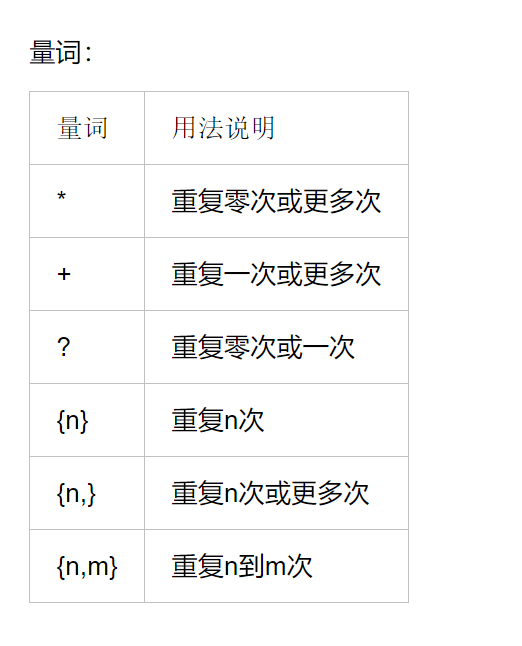 量词：
量词 用法说明
* 重复零次或更多次
+ 重复一次或更多次
? 重复零次或一次
{n} 重复n次
{n,} 重复n次或更多次
{n,m} 重复n到m次